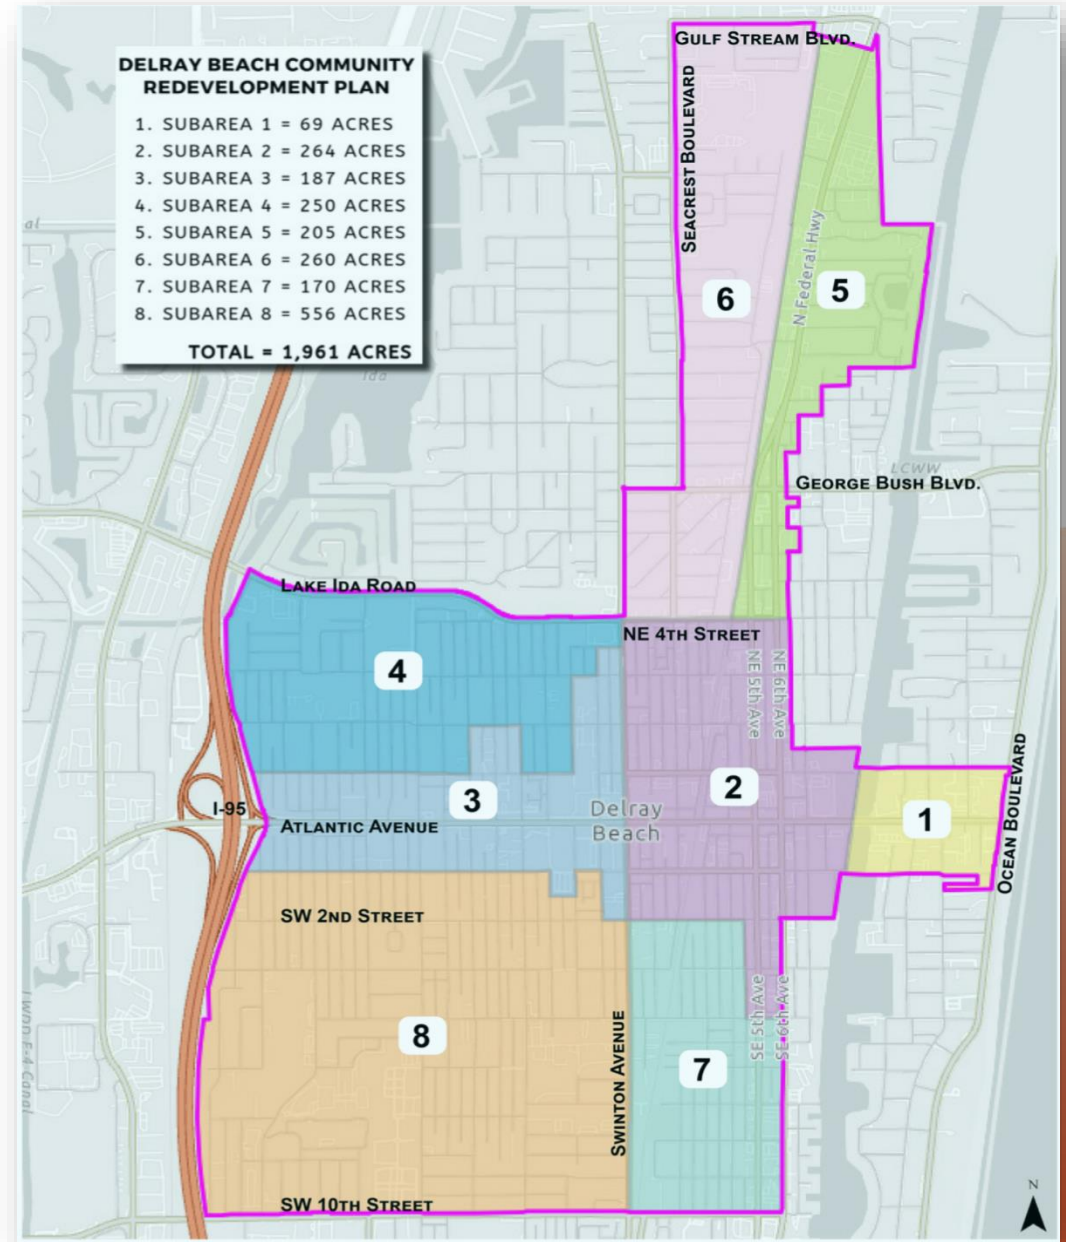 DELRAY BEACH COMMUNITY
REDEVELOPMENT PLAN
1. SUBAREA 1 = 69 ACRES
2. SUBAREA 2 = 264 ACRES
3. SUBAREA 3 = 187 ACRES
4. SUBAREA 4 = 250 ACRES
5. SUBAREA 5 = 205 ACRES
6. SUBAREA 6 = 260 ACRES
7. SUBAREA 7 = 170 ACRES
8. SUBAREA 8 = 556 ACRES
TOTAL = 1,961 ACRES
GULF STREAM BLVD.
SEACREST BOULEVARD
al
N Federal Hwy
6
5
Ida
LCWW
GEORGE BUSH BLVD.
LAKE IDA ROAD
NE 4TH STREET
4
NE 5th Ave
NE 6th Ave
OCEAN BOULEVARD
2
3
I-95
Delray
Beach
1
ATLANTIC AVENUE
SW 2ND STREET
LWDD E-4 Canal
SE 5th Ave
SE 6th Ave
8
SWINTON AVENUE
7
SW 10TH STREET
N